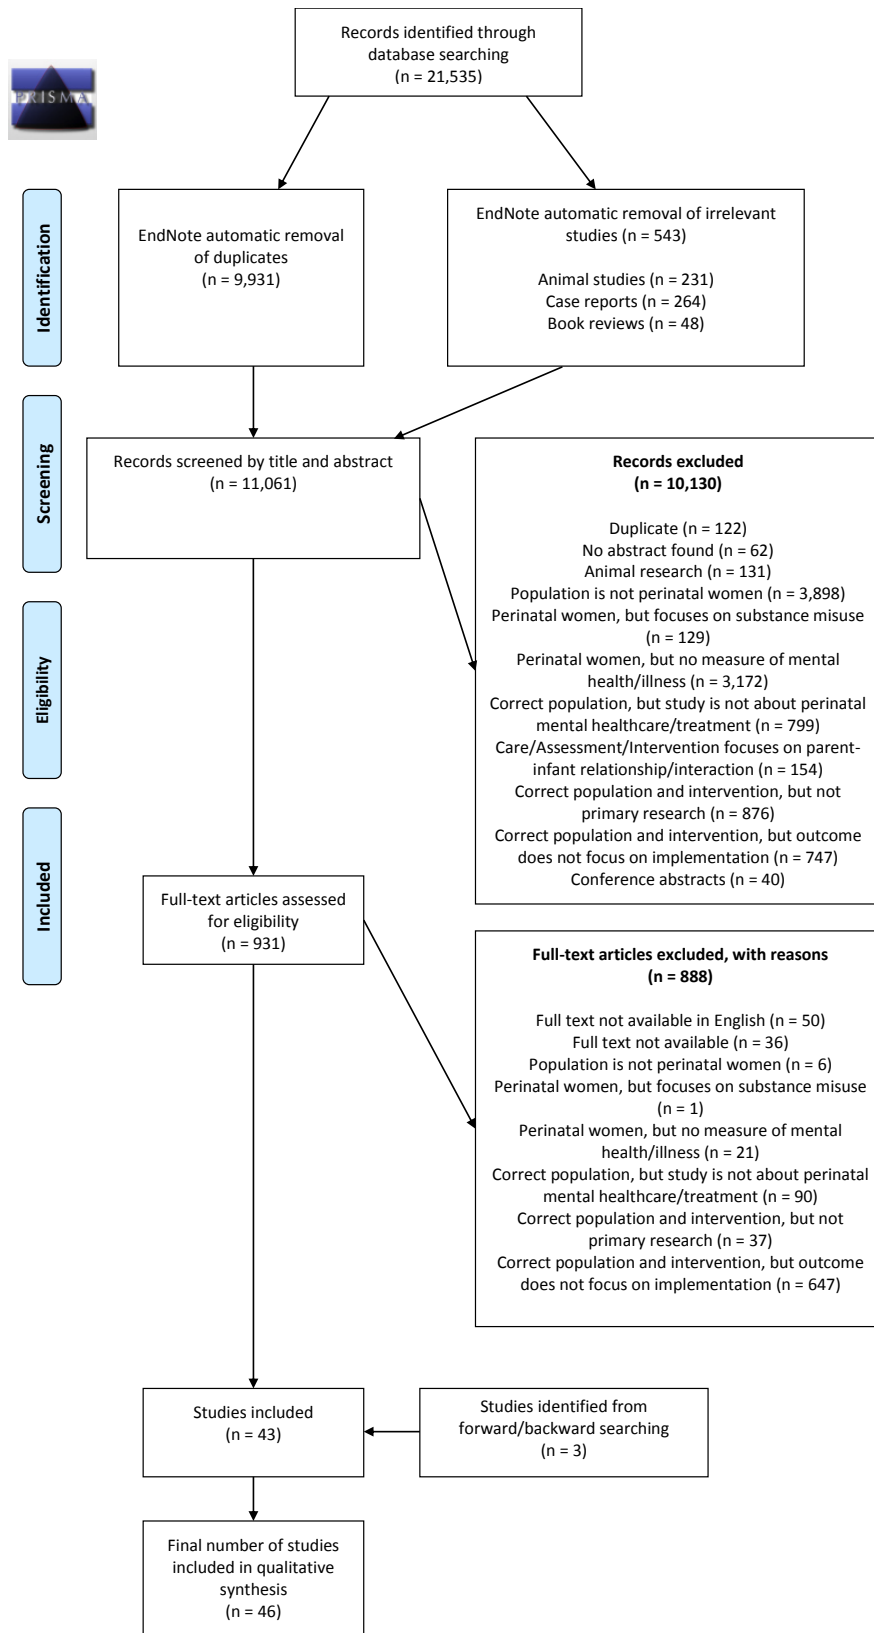 Records identified through
database searching
(n = 21,535)
PRISMA
Identification
EndNote automatic removal
of duplicates
(n = 9,931)
EndNote automatic removal of irrelevant
studies (n = 543)
Animal studies (n = 231)
Case reports (n = 264)
Book reviews (n = 48)
Screening
Records screened by title and abstract
(n = 11,061)
Records excluded
(n = 10,130)
Duplicate (n = 122)
No abstract found (n = 62)
Animal research (n = 131)
Population is not perinatal women (n = 3,898)
Perinatal women, but focuses on substance misuse
(n = 129)
Perinatal women, but no measure of mental
health/illness (n = 3,172)
Correct population, but study is not about perinatal
mental healthcare/treatment (n = 799)
Care/Assessment/Intervention focuses on parent-
infant relationship/interaction (n = 154)
Correct population and intervention, but not
primary research (n = 876)
Correct population and intervention, but outcome
does not focus on implementation (n = 747)
Conference abstracts (n = 40)
Eligibility
Included
Full-text articles assessed
for eligibility
(n = 931)
Full-text articles excluded, with reasons
(n = 888)
Full text not available in English (n = 50)
Full text not available (n = 36)
Population is not perinatal women (n = 6)
Perinatal women, but focuses on substance misuse
(n = 1)
Perinatal women, but no measure of mental
health/illness (n = 21)
Correct population, but study is not about perinatal
mental healthcare/treatment (n = 90)
Correct population and intervention, but not
primary research (n = 37)
Correct population and intervention, but outcome
does not focus on implementation (n = 647)
Studies included
(n = 43)
Studies identified from
forward/backward searching
(n = 3)
Final number of studies
included in qualitative
synthesis
(n = 46)